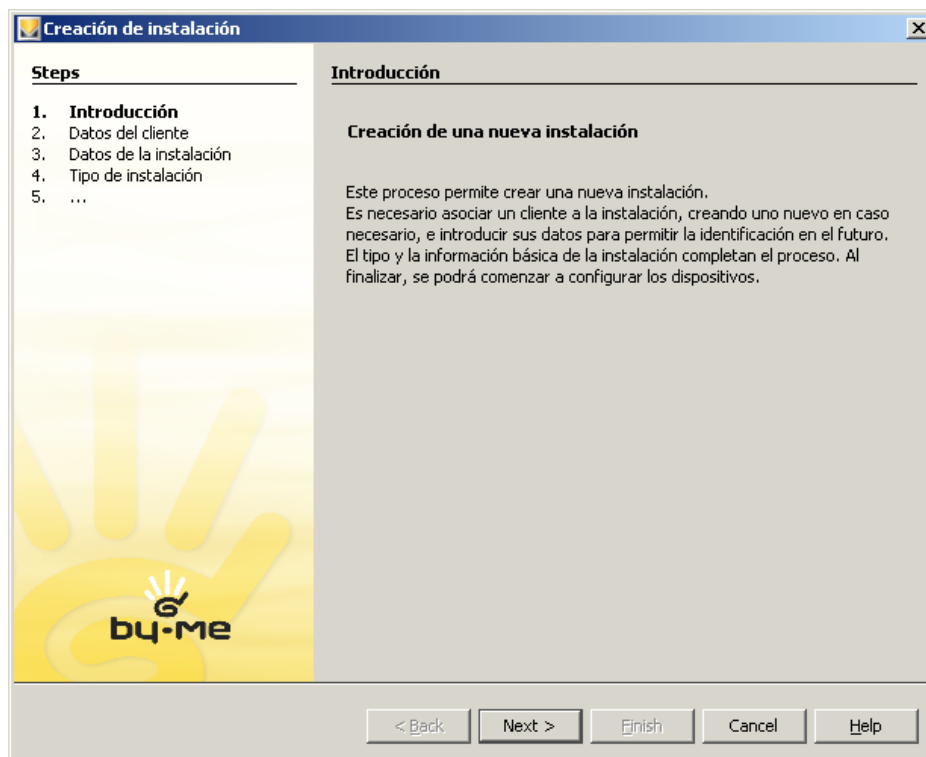 Creación de instalación
Steps
1. Introducción
2. Datos del cliente
3. Datos de la instalación
4. Tipo de instalación
5. ...
by-me
Introducción
Creación de una nueva instalación
Este proceso permite crear una nueva instalación.
Es necesario asociar un cliente a la instalación, creando uno nuevo en caso
necesario, e introducir sus datos para permitir la identificación en el futuro.
El tipo y la información básica de la instalación completan el proceso. Al
finalizar, se podrá comenzar a configurar los dispositivos.
< Back
Next >
Finish
Cancel
Help